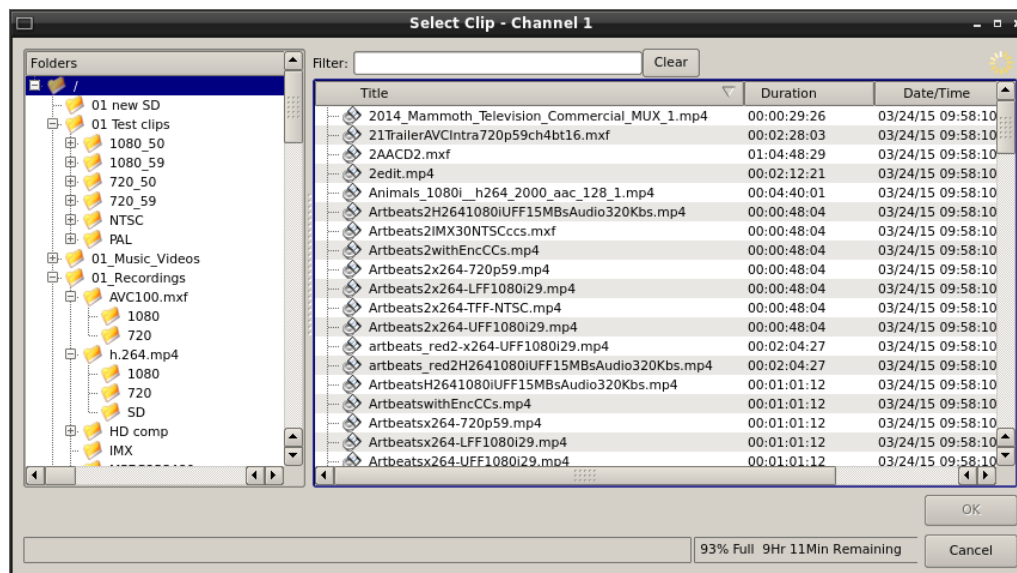 Select Clip - Channel 1
Folders
/
01 new SD
01 Test clips
1080_50
1080_59
720_50
720_59
NTSC
PAL
01_Music_Videos
01_Recordings
AVC100.mxf
1080
720
h.264.mp4
1080
720
SD
HD comp
IMX
Filter: Clear
Title Duration Date/Time
2014_Mammoth_Television_Commercial_MUX_1.mp4 00:00:29:26 03/24/15 09:58:10
21TrailerAVCIntra720p59ch4bt16.mxf 00:02:28:03 03/24/15 09:58:10
2AACD2.mxf 01:04:48:29 03/24/15 09:58:10
2edit.mp4 00:02:12:21 03/24/15 09:58:10
Animals_1080i__h264_2000_aac_128_1.mp4 00:04:40:01 03/24/15 09:58:10
Artbeats2H2641080iUFF15MBsAudio320Kbs.mp4 00:00:48:04 03/24/15 09:58:10
Artbeats2IMX30NTSCccs.mxf 00:00:48:04 03/24/15 09:58:10
Artbeats2withEncCCs.mp4 00:00:48:04 03/24/15 09:58:10
Artbeats2x264-720p59.mp4 00:00:48:04 03/24/15 09:58:10
Artbeats2x264-LFF1080i29.mp4 00:00:48:04 03/24/15 09:58:10
Artbeats2x264-TFF-NTSC.mp4 00:00:48:04 03/24/15 09:58:10
Artbeats2x264-UFF1080i29.mp4 00:00:48:04 03/24/15 09:58:10
artbeats_red2-x264-UFF1080i29.mp4 00:02:04:27 03/24/15 09:58:10
artbeats_red2H2641080iUFF15MBsAudio320Kbs.mp4 00:02:04:27 03/24/15 09:58:10
ArtbeatsH2641080iUFF15MBsAudio320Kbs.mp4 00:01:01:12 03/24/15 09:58:10
ArtbeatswithEncCCs.mp4 00:01:01:12 03/24/15 09:58:10
Artbeatsx264-720p59.mp4 00:01:01:12 03/24/15 09:58:10
Artbeatsx264-LFF1080i29.mp4 00:01:01:12 03/24/15 09:58:10
Artbeatsx264-UFF1080i29.mp4 00:01:01:12 03/24/15 09:58:10
OK
93% Full 9Hr 11Min Remaining Cancel